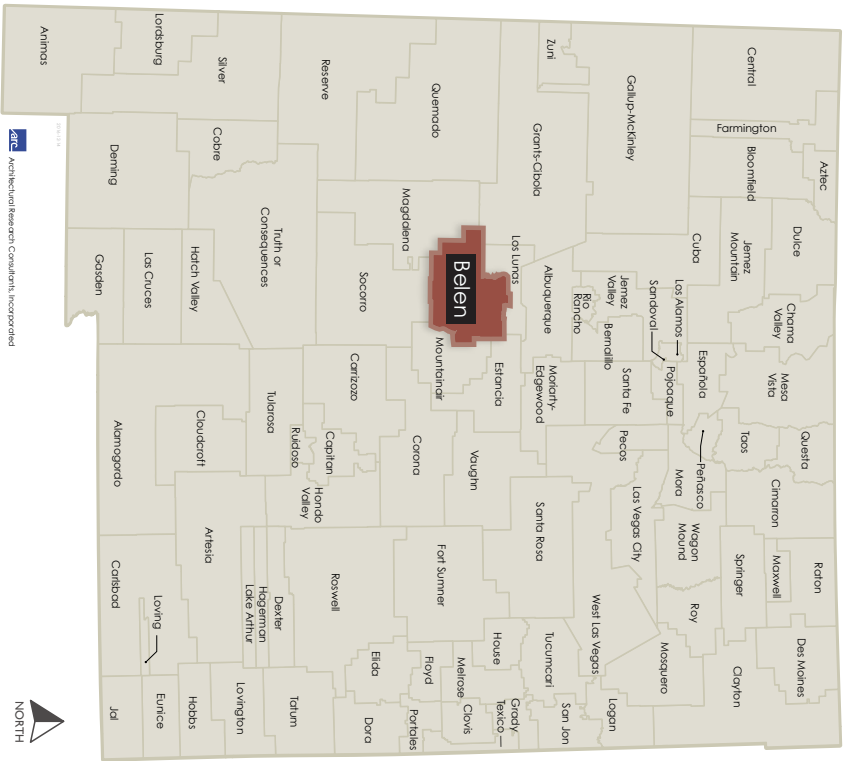 Aztec
Dulce
Chama
Valley
Mesa
Vista
Questa
Raton
Des Moines
Central
Farmington
Bloomfield
Jemez
Mountain
Taos
Cimarron
Maxwell
Springer
Clayton
Cuba
Los Alamos
Española
Peñasco
Mora
Wagon
Mound
Roy
Mosquero
Gallup-McKinley
Sandoval
Pojoaque
Jemez
Valley
Rio
Rancho
Bernalillo
Santa Fe
Pecos
Las Vegas City
West Las Vegas
Logan
Zuni
Grants-Cibola
Los Lunas
Albuquerque
Moriarty-
Edgewood
Santa Rosa
Tucumcari
San Jon
Quemado
Magdalena
Belen
Mountainair
Estancia
Vaughn
House
Grady
Texico
Corona
Fort Sumner
Melrose
Clovis
Floyd
Portales
Reserve
Socorro
Carrizozo
Capitan
Ruidoso
Hondo
Valley
Roswell
Elida
Dora
Silver
Cobre
Truth or
Consequences
Tularosa
Dexter
Hagerman
Lake Arthur
Tatum
Lordsburg
Hatch Valley
Cloudcroft
Artesia
Lovington
Hobbs
Animas
Deming
Las Cruces
Gasden
Alamogordo
Carlsbad
Loving
Eunice
Jal
arc
Architectural Research Consultants, Incorporated
NORTH